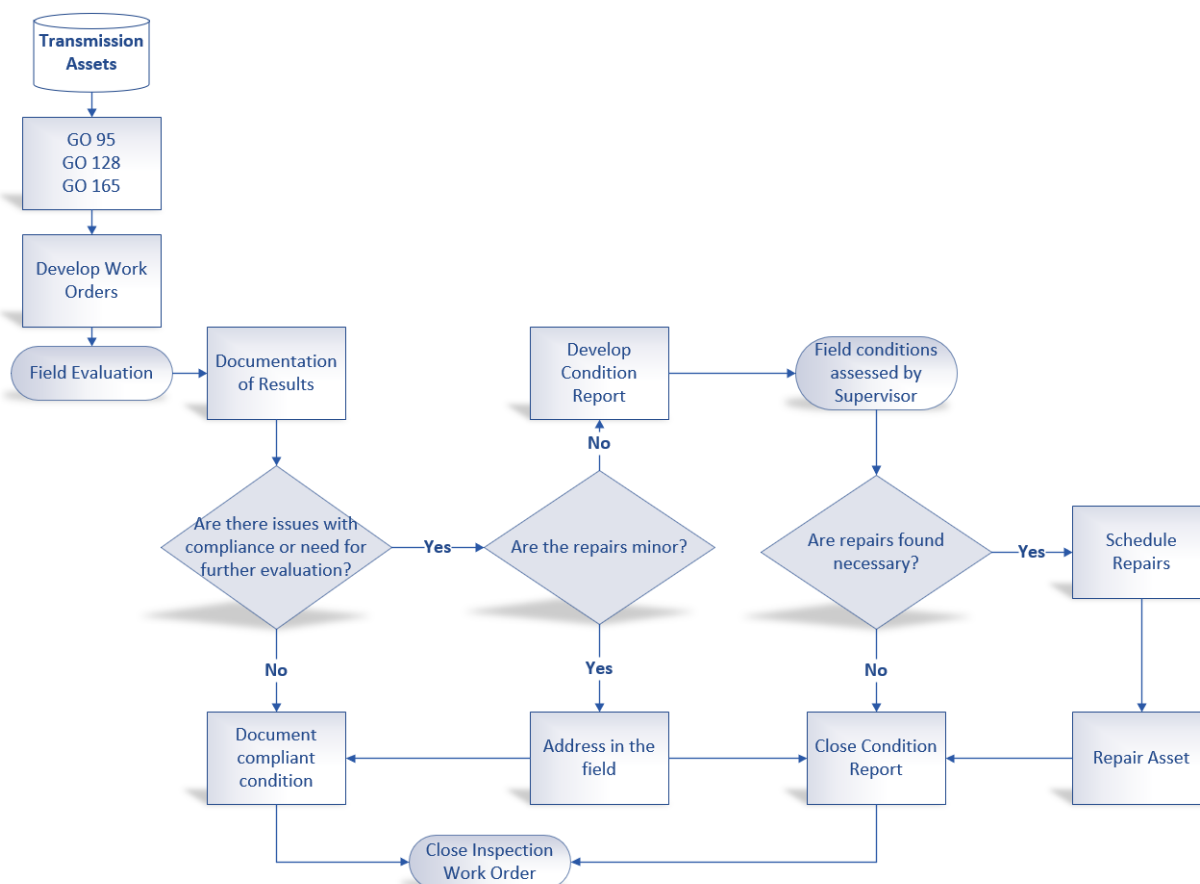 Transmission
Assets
GO 95
GO 128
GO 165
Develop Work
Orders
Field Evaluation
Documentation
of Results
Develop
Condition
Report
Field conditions
assessed by
Supervisor
No
Are there issues with
compliance or need for
further evaluation?
Yes
Are the repairs minor?
Are repairs found
necessary?
Yes
Schedule
Repairs
No
Yes
No
Document
compliant
condition
Address in the
field
Close Condition
Report
Repair Asset
Close Inspection
Work Order